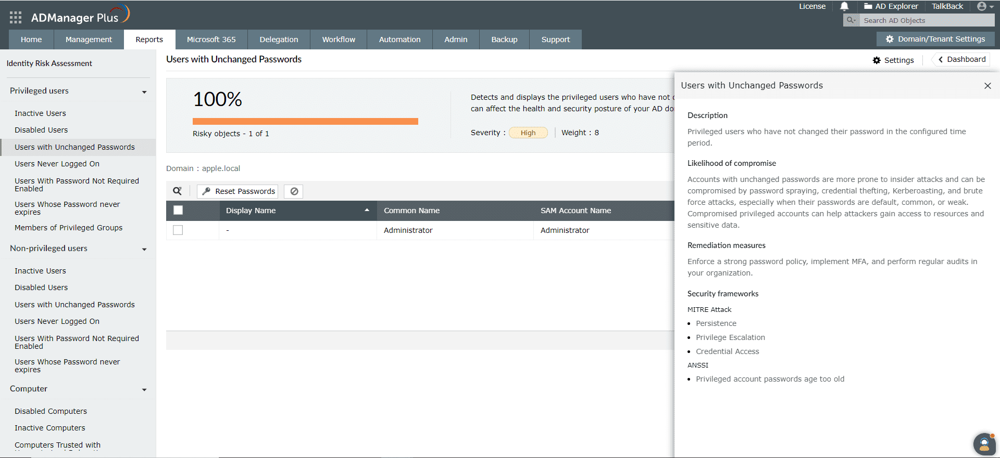 ADManager Plus
License
AD Explorer
TalkBack
Search AD Objects
Home
Management
Reports
Microsoft 365
Delegation
Workflow
Automation
Admin
Backup
Support
Domain/Tenant Settings
Identity Risk Assessment
Privileged users
Inactive Users
Disabled Users
Users with Unchanged Passwords
Users Never Logged On
Users With Password Not Required
Enabled
Users Whose Password never
expires
Members of Privileged Groups
Non-privileged users
Inactive Users
Disabled Users
Users with Unchanged Passwords
Users Never Logged On
Users With Password Not Required
Enabled
Users Whose Password never
expires
Computer
Disabled Computers
Inactive Computers
Computers Trusted with
Users with Unchanged Passwords
Settings
Dashboard
100%
Risky objects - 1 of 1
Detects and displays the privileged users who have not
can affect the health and security posture of your AD
Severity : High
Weight : 8
Domain : apple.local
Reset Passwords
Display Name
Common Name
SAM Account Name
-
Administrator
Administrator
Users with Unchanged Passwords
Description
Privileged users who have not changed their password in the configured time
period.
Likelihood of compromise
Accounts with unchanged passwords are more prone to insider attacks and can be
compromised by password spraying, credential thefting, Kerberoasting, and brute
force attacks, especially when their passwords are default, common, or weak.
Compromised privileged accounts can help attackers gain access to resources and
sensitive data.
Remediation measures
Enforce a strong password policy, implement MFA, and perform regular audits in
your organization.
Security frameworks
MITRE Attack
Persistence
Privilege Escalation
Credential Access
ANSSI
Privileged account passwords age too old